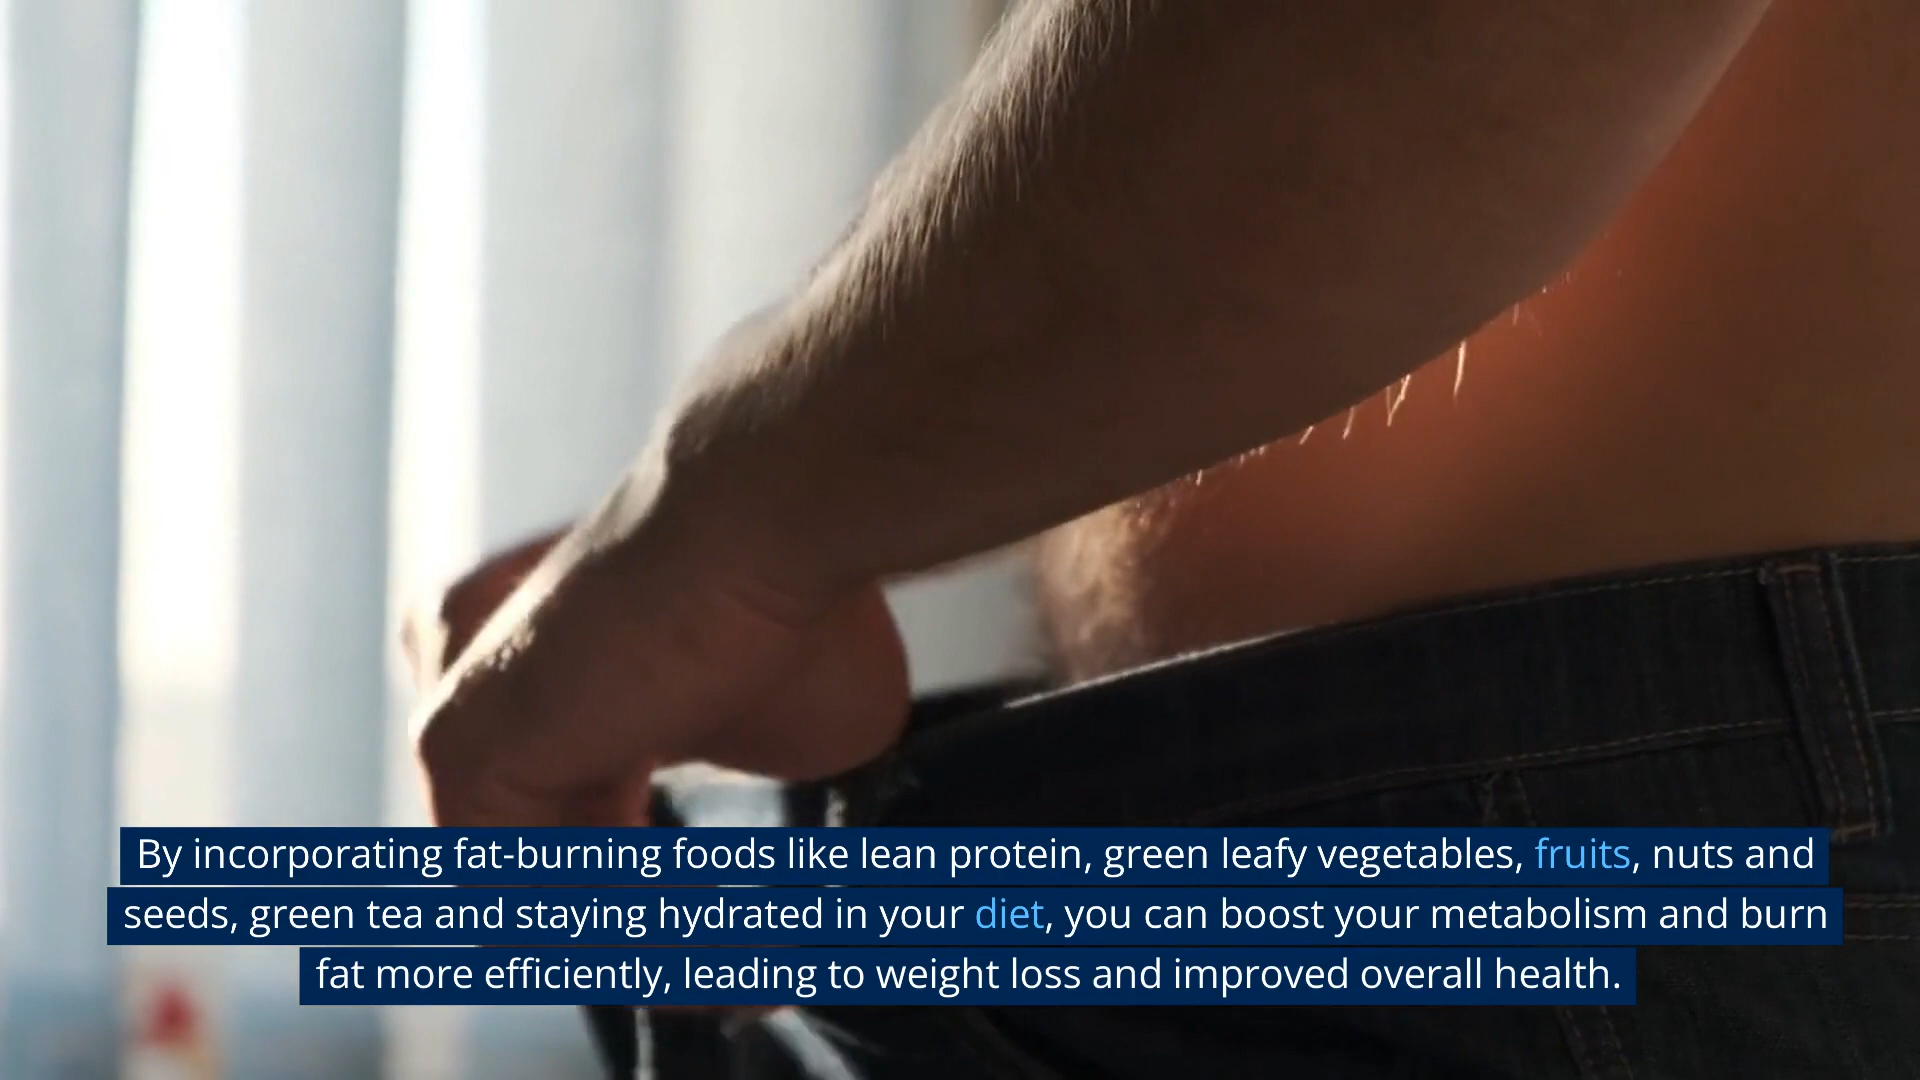 By incorporating fat-burning foods like lean protein, green leafy vegetables, fruits, nuts and
seeds, green tea and staying hydrated in your diet, you can boost your metabolism and burn
fat more efficiently, leading to weight loss and improved overall health.